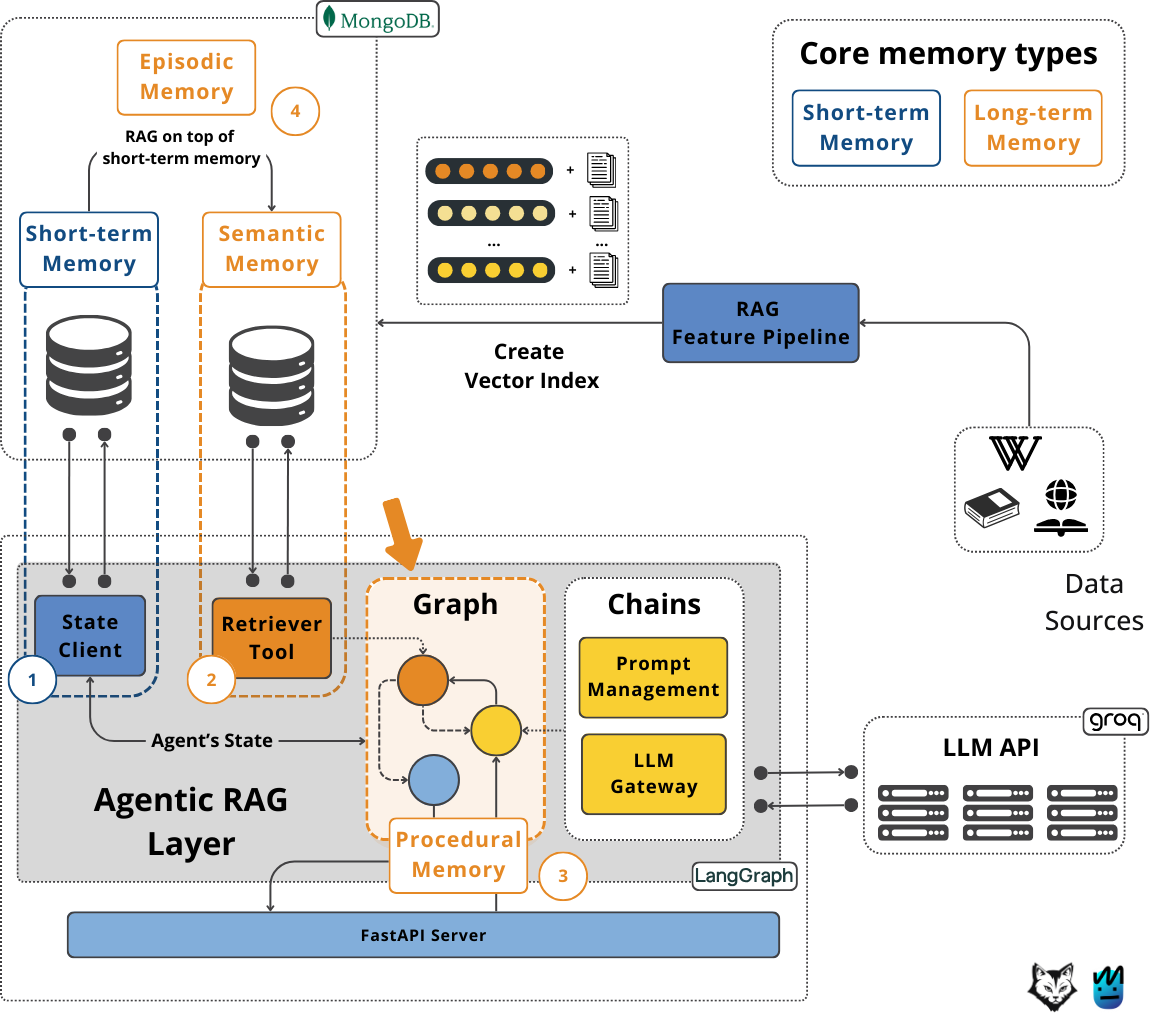 MongoDB.
Core memory types
Short-term
Memory
Long-term
Memory
Episodic
Memory
4
RAG on top of
short-term memory
Short-term
Memory
Semantic
Memory
+
+
...
...
+
RAG
Feature Pipeline
Create
Vector Index
Data
Sources
State
Client
1
Retriever
Tool
2
Graph
Chains
Prompt
Management
LLM
Gateway
Agent's State
Agentic RAG
Layer
Procedural
Memory
3
LangGraph
groq
LLM API
FastAPI Server